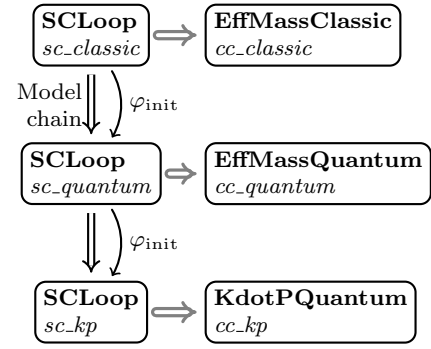 SCLoop
sc_classic
EffMassClassic
cc_classic
Model
chain
φinit
SCLoop
sc_quantum
EffMassQuantum
cc_quantum
φinit
SCLoop
sc_kp
KdotPQuantum
cc_kp